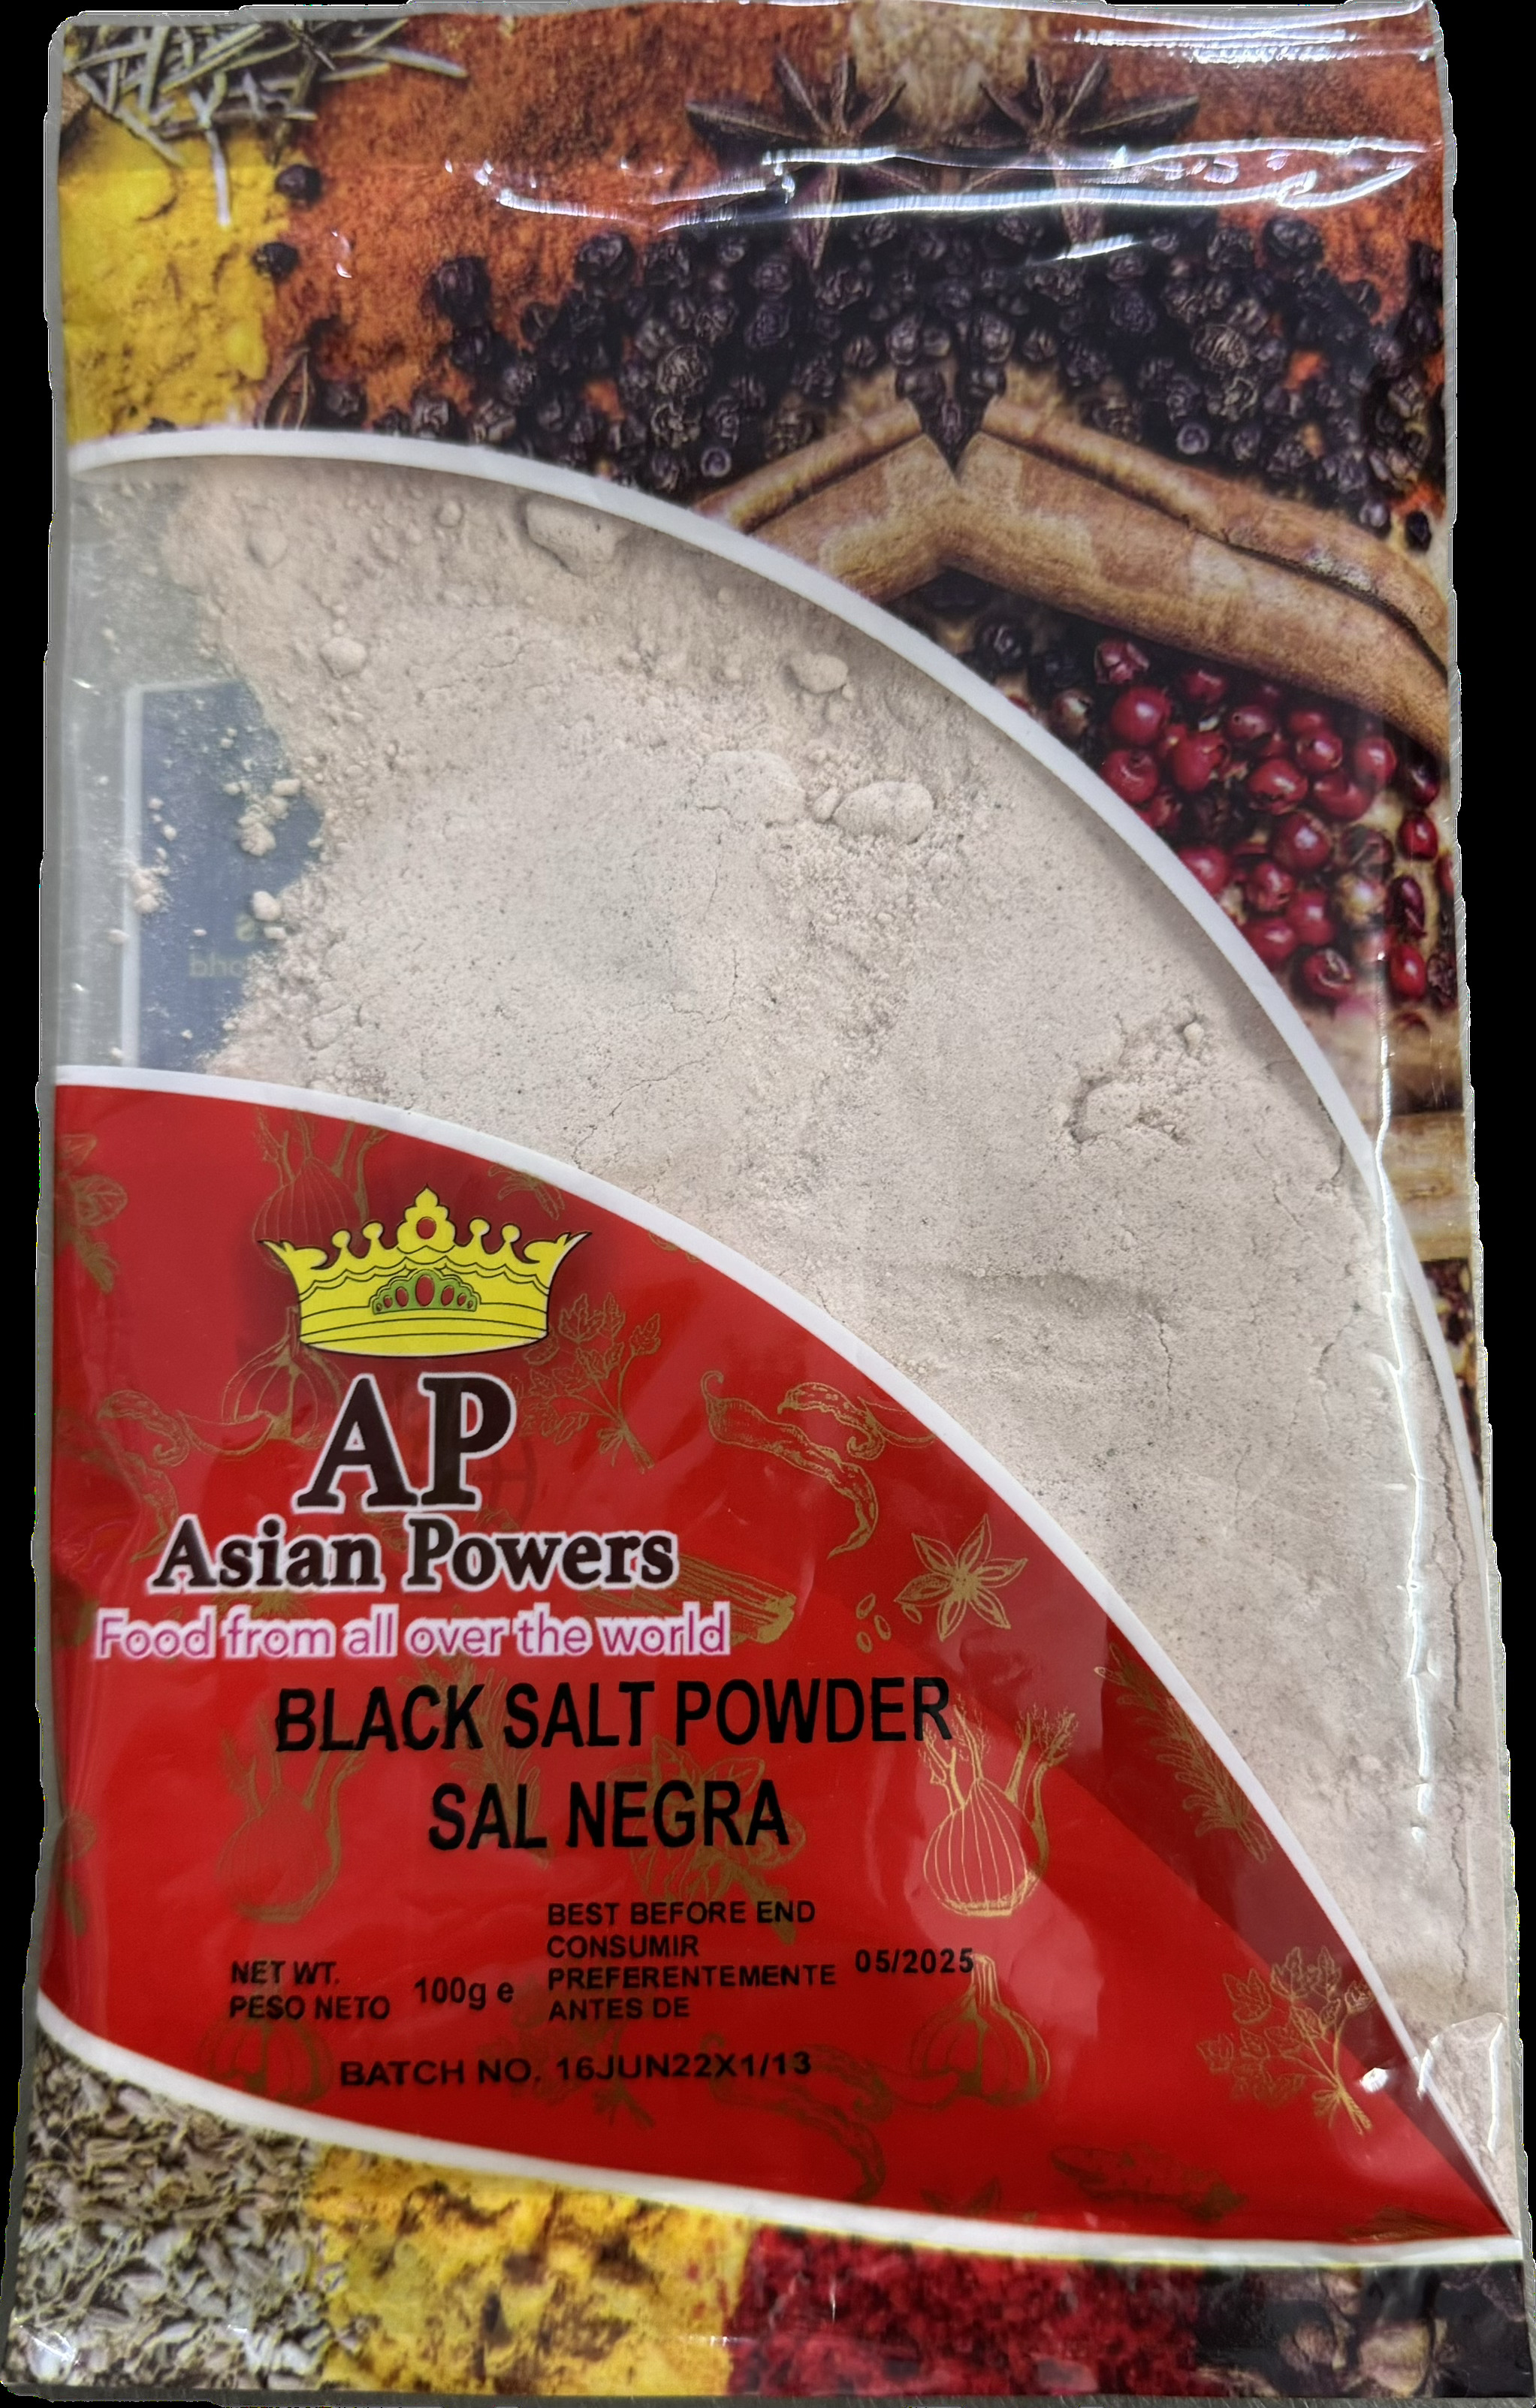 AP
Asian Powers
Food from all over the world
BLACK SALT POWDER
SAL NEGRA
NET WT.
PESO NETO
100g e
BEST BEFORE END
CONSUMIR
PREFERENTEMENTE
ANTES DE
05/2025
BATCH NO. 16JUN22X1/13